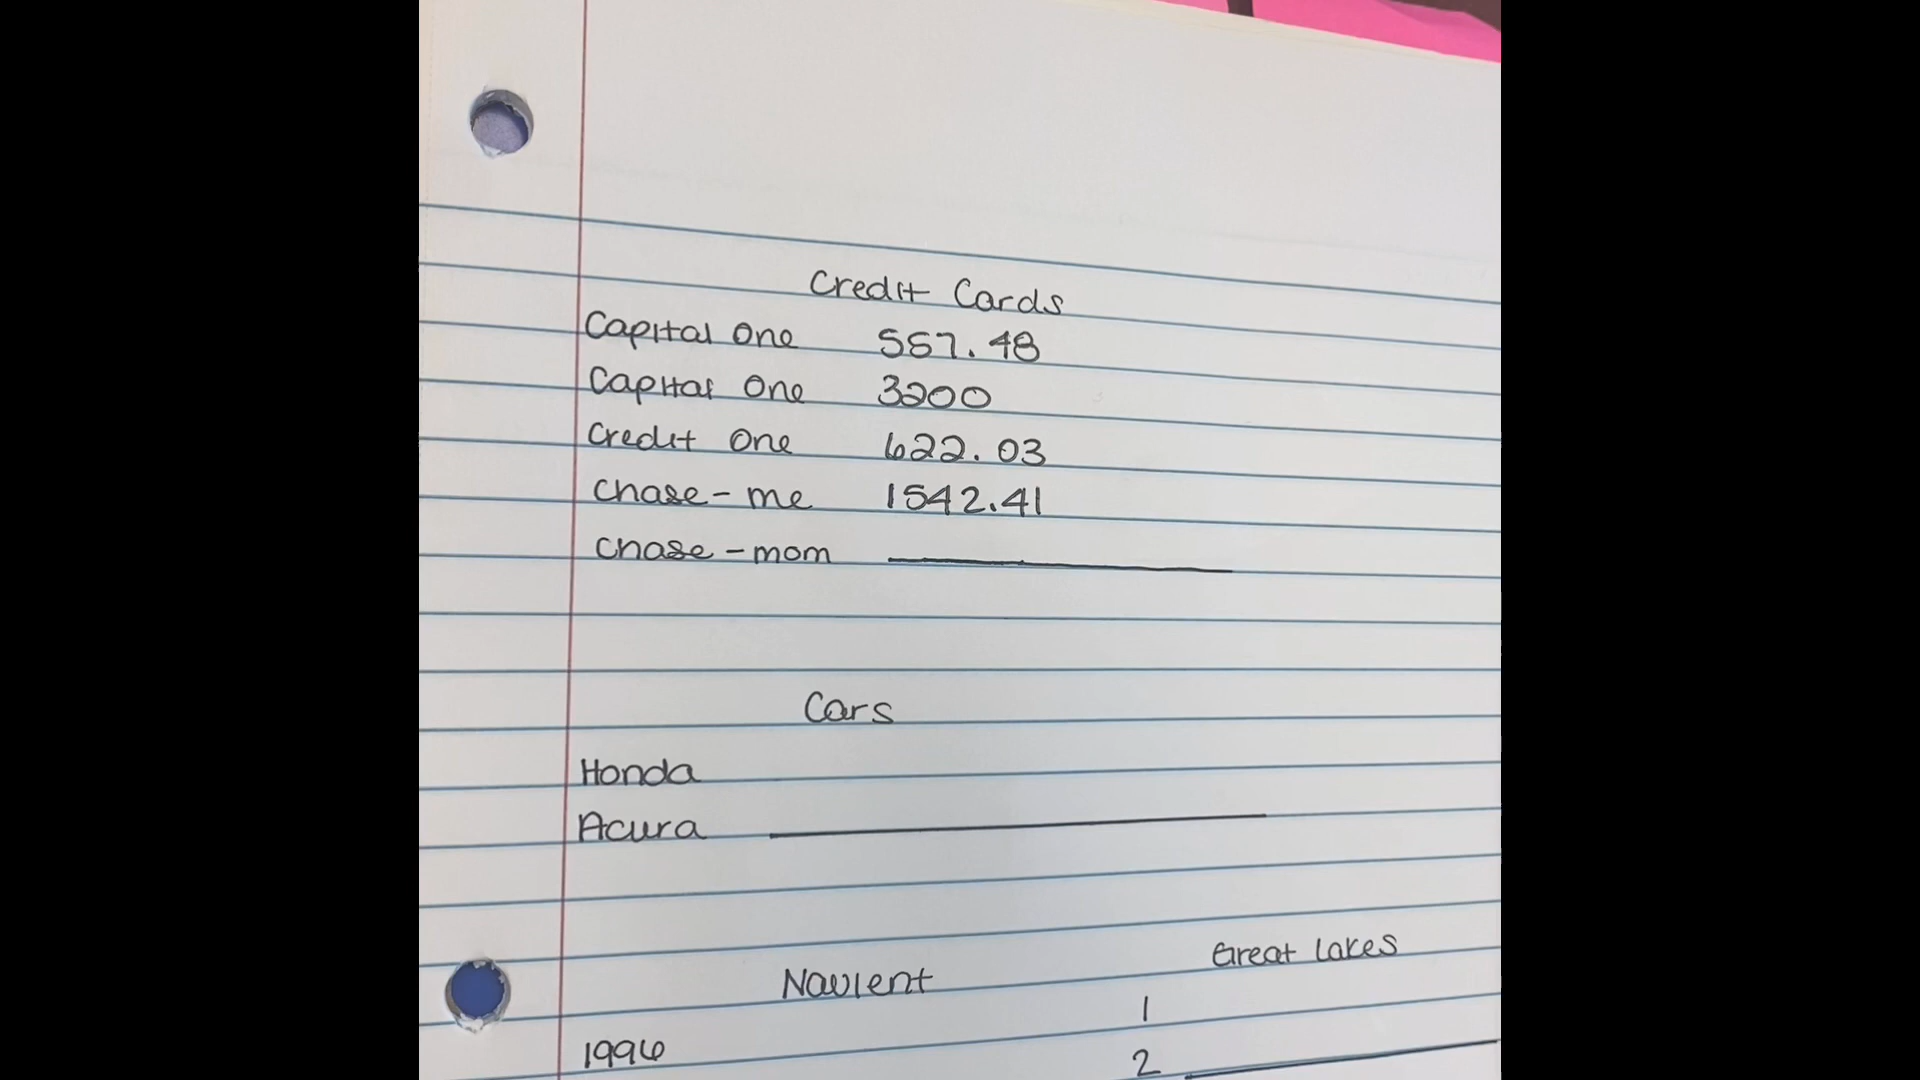 Credit Cards
Capital One 557.48
Capital One 3200
Credit One 622.03
Chase - me 1542.41
Chase - mom
Cars
Honda
Acura
Navient
1996
Great Lakes
1
2